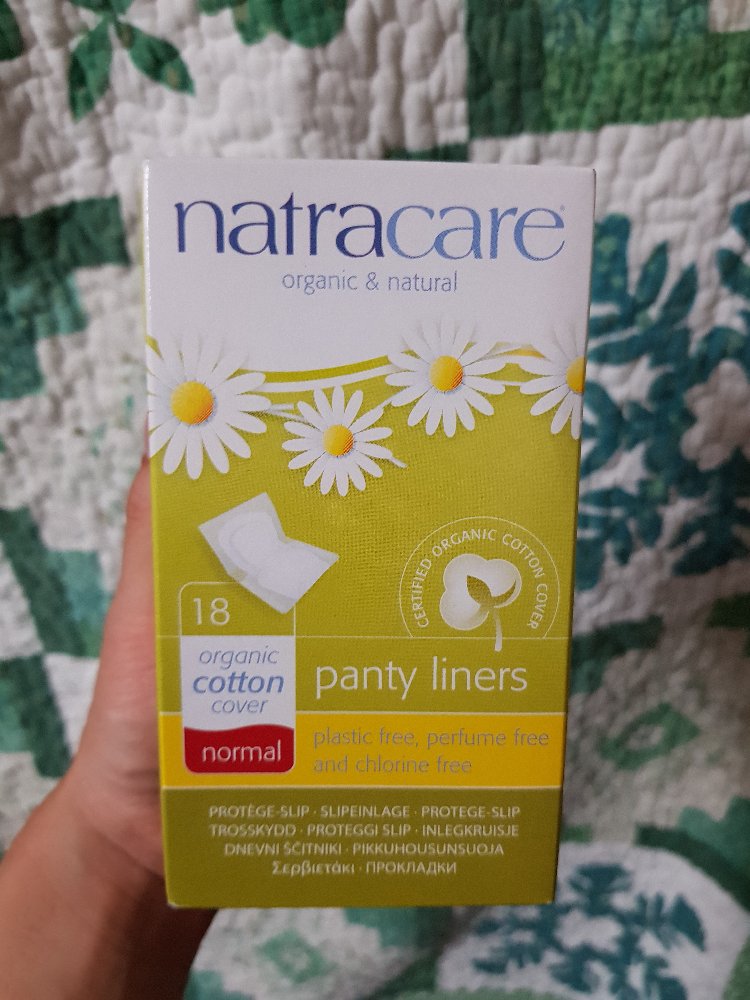 natracare
organic & natural
CERTIFIED ORGANIC COTTON COVER
18
organic
cotton
cover
panty liners
normal
plastic free, perfume free
and chlorine free
PROTÈGE-SLIP · SLIPEINLAGE · PROTEGE-SLIP
TROSSKYDD · PROTEGGI SLIP · INLEGKRUISJE
DNEVNI ŠČITNIKI · PIKKUHOUSUNSUOJA
Σερβιετάκι · ПРОКЛАДКИ